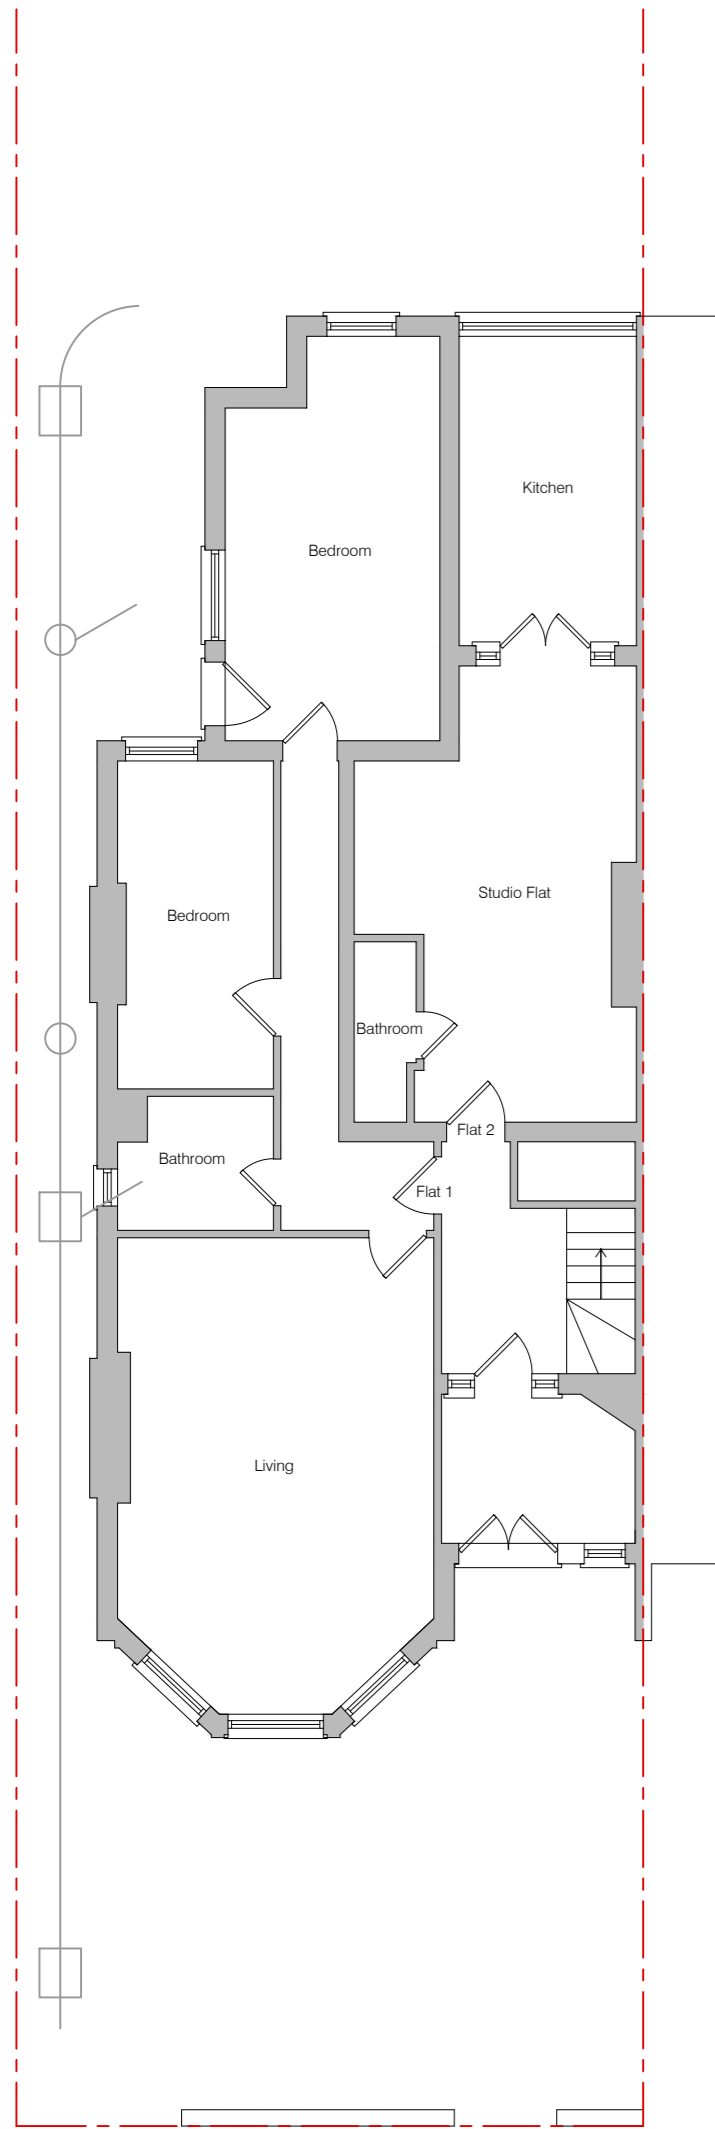 Kitchen
Bedroom
Studio Flat
Bedroom
Bathroom
Flat 2
Bathroom
Flat 1
Living